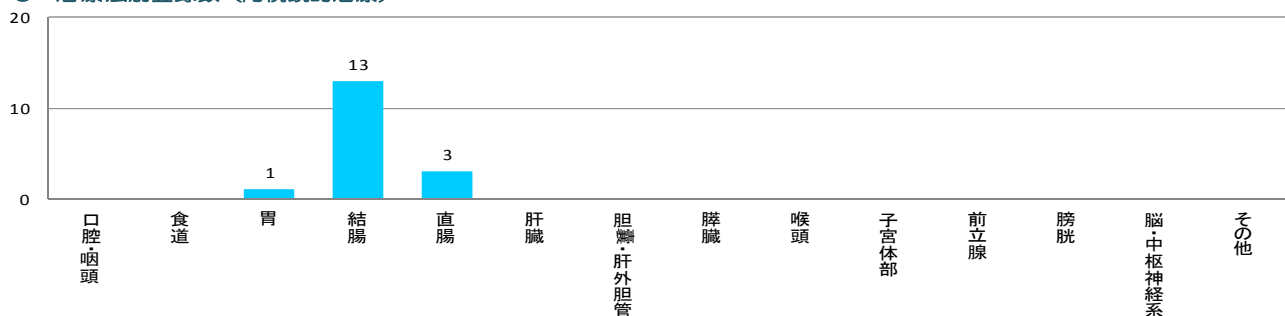 20
10
0
1
13
3
口腔・咽頭
食道
胃
結腸
直腸
肝臓
胆嚢・肝外胆管
膵臓
喉頭
子宮体部
前立腺
膀胱
脳・中枢神経系
その他